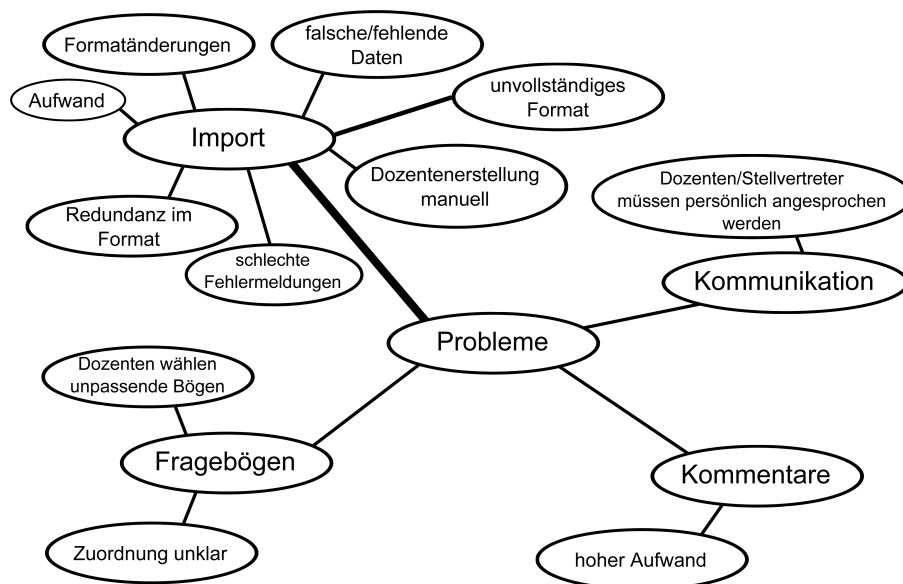 Formatänderungen
falsche/fehlende
Daten
unvollständiges
Format
Aufwand
Import
Dozentenerstellung
manuell
Dozenten/Stellvertreter
müssen persönlich angesprochen
werden
Redundanz im
Format
schlechte
Fehlermeldungen
Kommunikation
Probleme
Dozenten wählen
unpassende Bögen
Fragebögen
Kommentare
Zuordnung unklar
hoher Aufwand